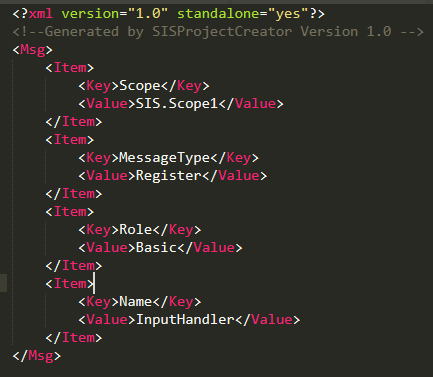 <?xml version="1.0" standalone="yes"?>
<!--Generated by SISProjectCreator Version 1.0 -->
<Msg>
    <Item>
        <Key>Scope</Key>
        <Value>SIS.Scope1</Value>
    </Item>
    <Item>
        <Key>MessageType</Key>
        <Value>Register</Value>
    </Item>
    <Item>
        <Key>Role</Key>
        <Value>Basic</Value>
    </Item>
    <Item>
        <Key>Name</Key>
        <Value>InputHandler</Value>
    </Item>
</Msg>